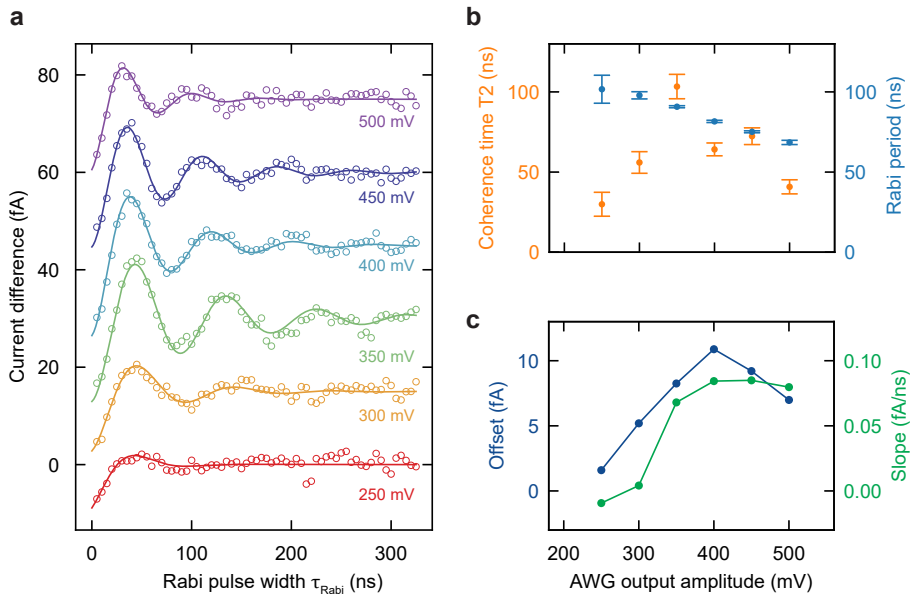 a
Current difference (fA)
80
60
40
20
0
500 mV
450 mV
400 mV
350 mV
300 mV
250 mV
0
100
200
300
Rabi pulse width τRabi (ns)
b
Coherence time T2 (ns)
100
50
0
100
50
0
Rabi period (ns)
c
Offset (fA)
10
5
0
0.10
0.05
0.00
Slope (fA/ns)
200
300
400
500
AWG output amplitude (mV)